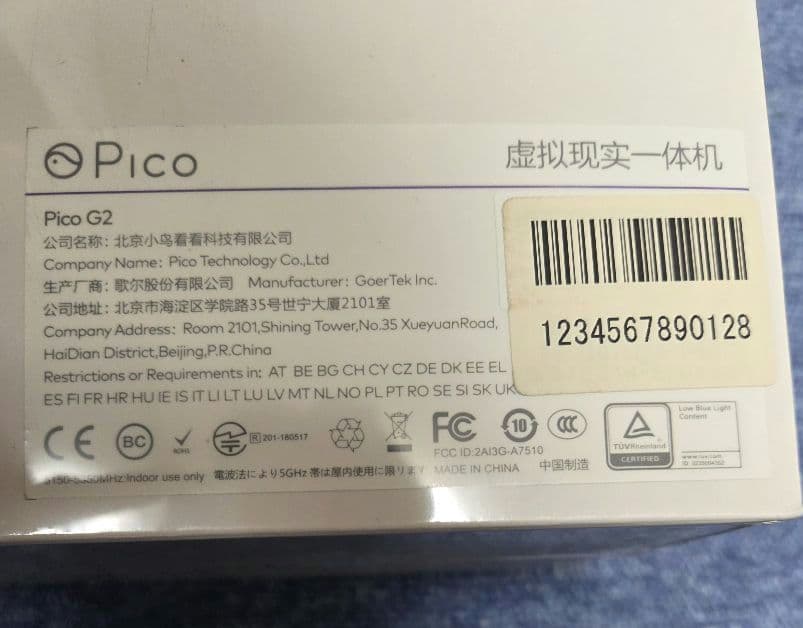 Pico
虚拟现实一体机
Pico G2
公司名称：北京小鸟看看科技有限公司
Company Name: Pico Technology Co.,Ltd
生产厂商：歌尔股份有限公司 Manufacturer: GoerTek Inc.
公司地址：北京市海淀区学院路35号世宁大厦2101室
Company Address: Room 2101,Shining Tower,No.35 XueyuanRoad,
HaiDian District,Beijing,P.R.China
Restrictions or Requirements in: AT BE BG CH CY CZ DE DK EE EL
ES FI FR HR HU IE IS IT LI LT LU LV MT NL NO PL PT RO SE SI SK UK
1234567890128
CE BC ROHS R 201-180517 FC 10 CCC
FCC ID:2AI3G-A7510
TÜVRheinland
CERTIFIED
Low Blue Light
Content
www.tuv.com
5150-5350MHz:Indoor use only 電波法により5GHz 帯は屋内使用に限ります MADE IN CHINA 中国制造